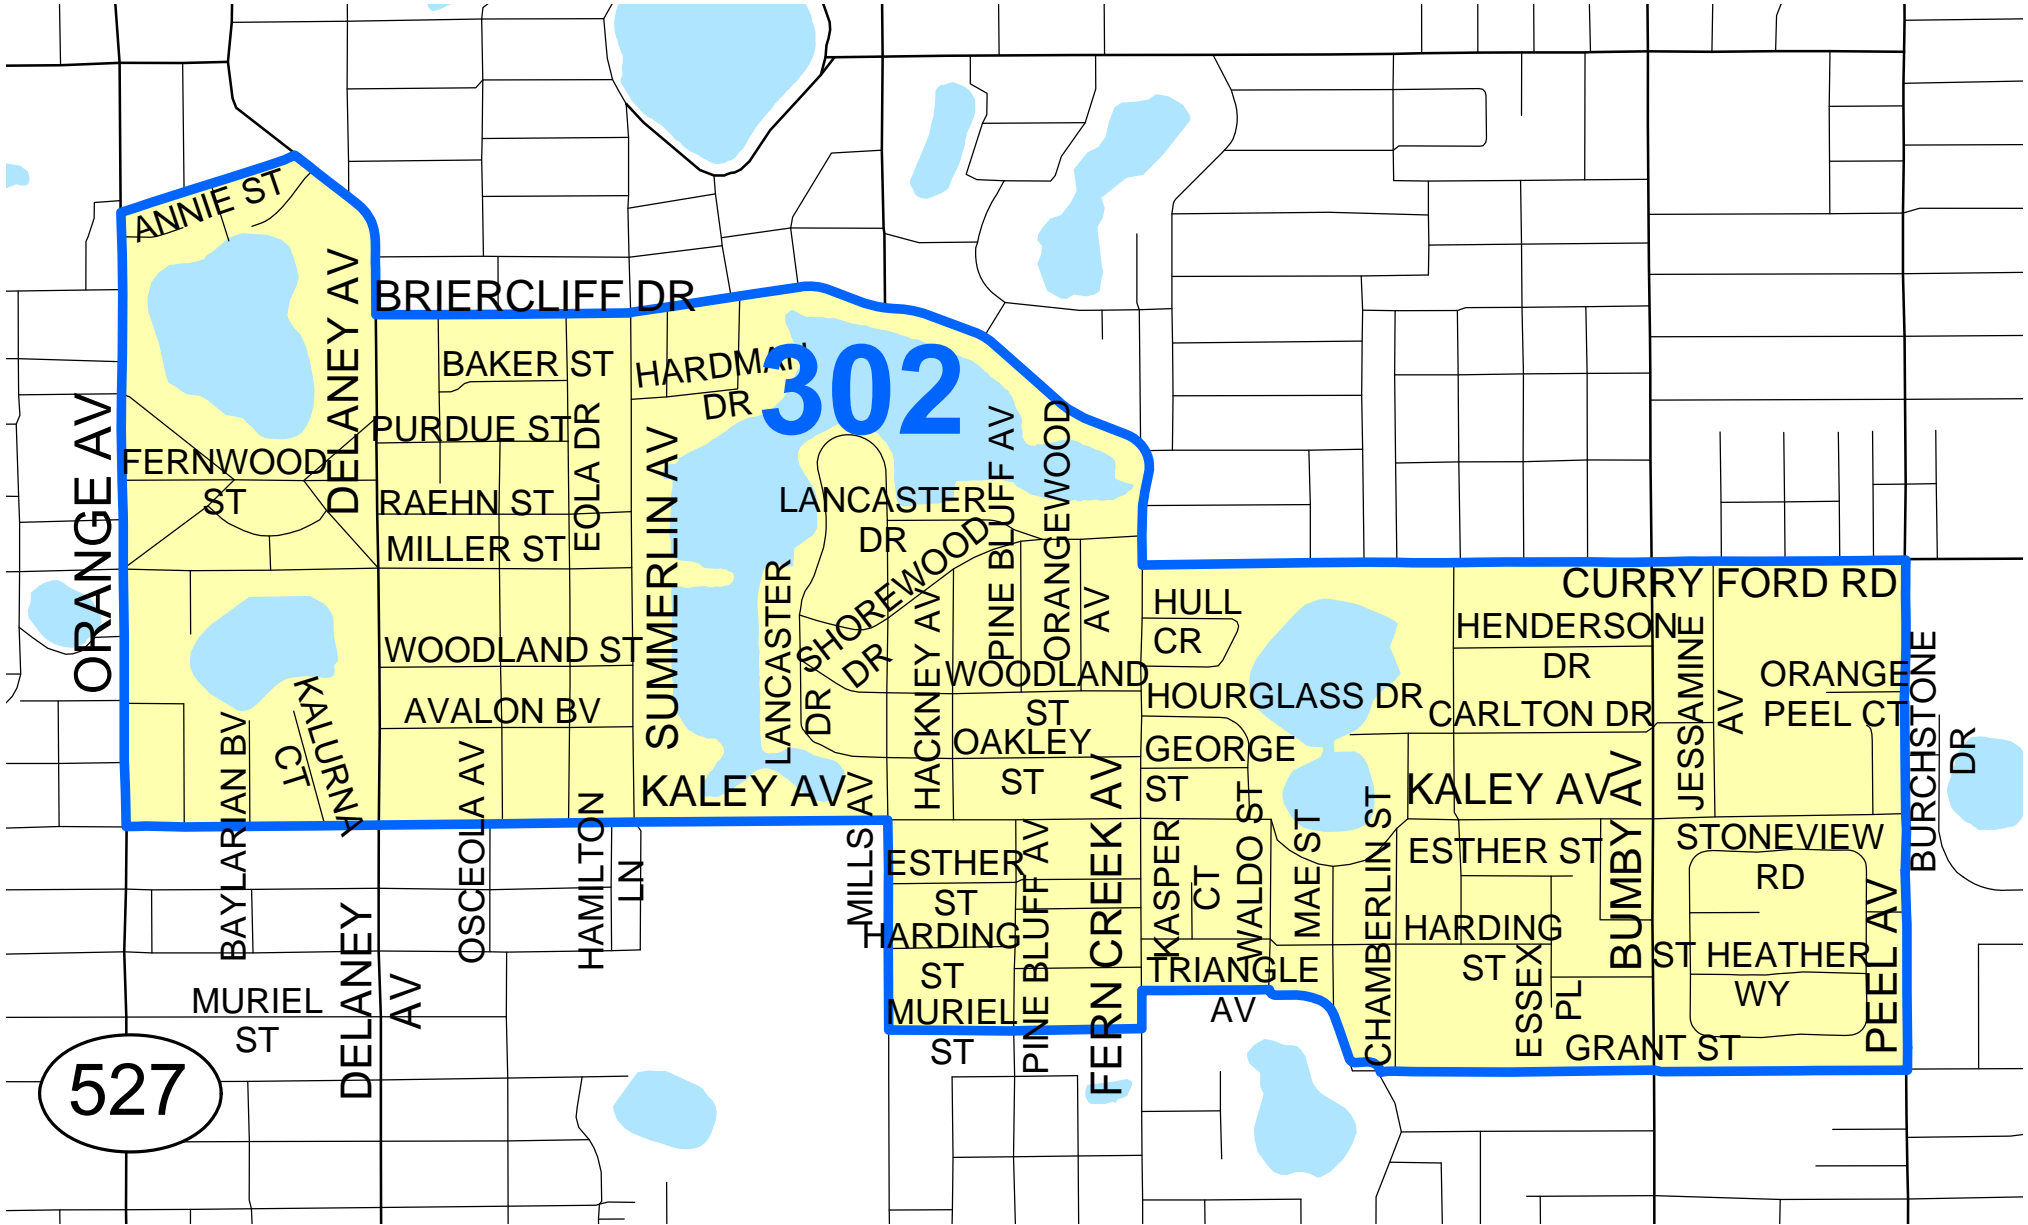 ANNIE ST
DELANEY AV
BRIERCLIFF DR
BAKER ST
HARDMAN
DR
302
ORANGE AV
PURDUE ST
EOLA DR
FERNWOOD
ST
RAEHN ST
MILLER ST
SUMMERLIN AV
LANCASTER
DR
PINE BLUFF AV
ORANGEWOOD
AV
SHOREWOOD
DR
LANCASTER
DR
HACKNEY AV
HULL
CR
CURRY FORD RD
HENDERSON
DR
JESSAMINE
AV
ORANGE
PEEL CT
BURCHSTONE
DR
WOODLAND ST
WOODLAND
ST
HOURGLASS DR
CARLTON DR
AVALON BV
KALURNA
CT
BAYLARIAN BV
OSCEOLA AV
OAKLEY
ST
GEORGE
ST
KALEY AV
KALEY AV
HAMILTON
LN
MILLS AV
FERN CREEK AV
WALDO ST
MAE ST
CHAMBERLIN ST
BUMBY AV
ESTHER
ST
PINE BLUFF AV
KASPER
CT
ESTHER ST
STONEVIEW
RD
HARDING
ST
HARDING
ST
ESSEX
PL
ST HEATHER
WY
PEEL AV
DELANEY
AV
MURIEL
ST
MURIEL
ST
TRIANGLE
AV
GRANT ST
527